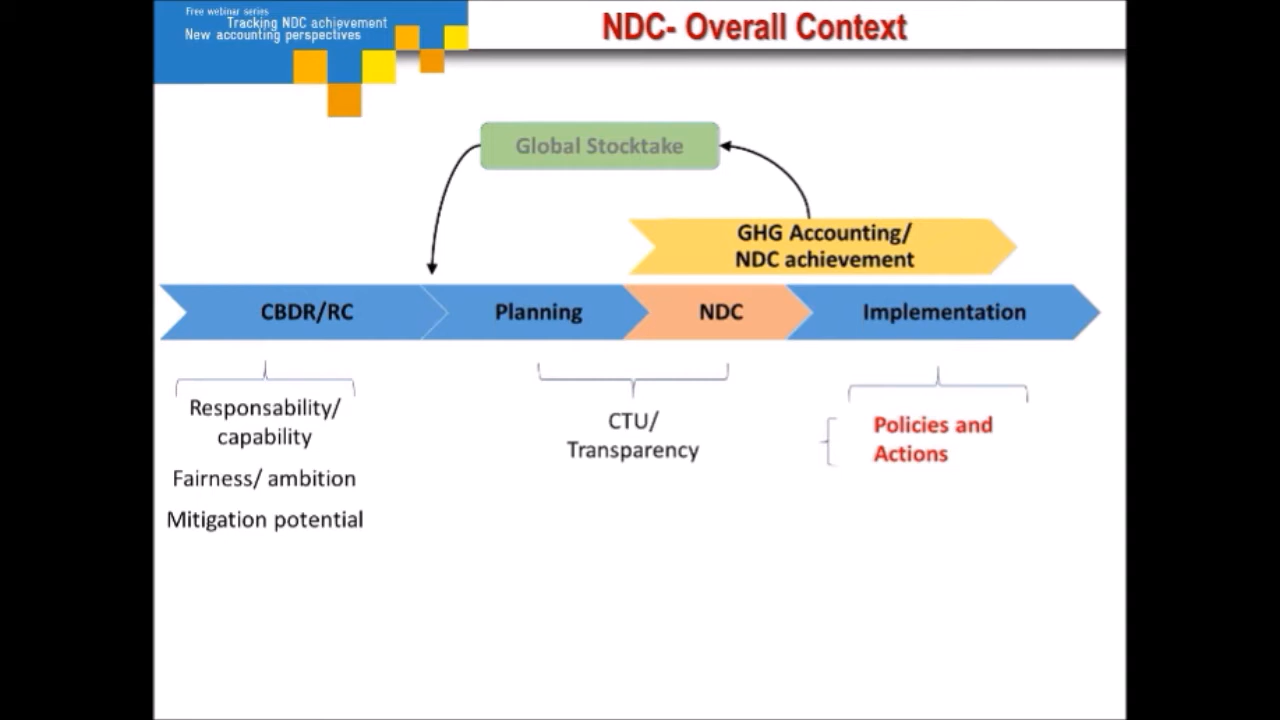 Free webinar series
Tracking NDC achievement
New accounting perspectives
NDC- Overall Context
Global Stocktake
GHG Accounting/
NDC achievement
CBDR/RC
Planning
NDC
Implementation
Responsability/
capability
Fairness/ ambition
Mitigation potential
CTU/
Transparency
Policies and
Actions